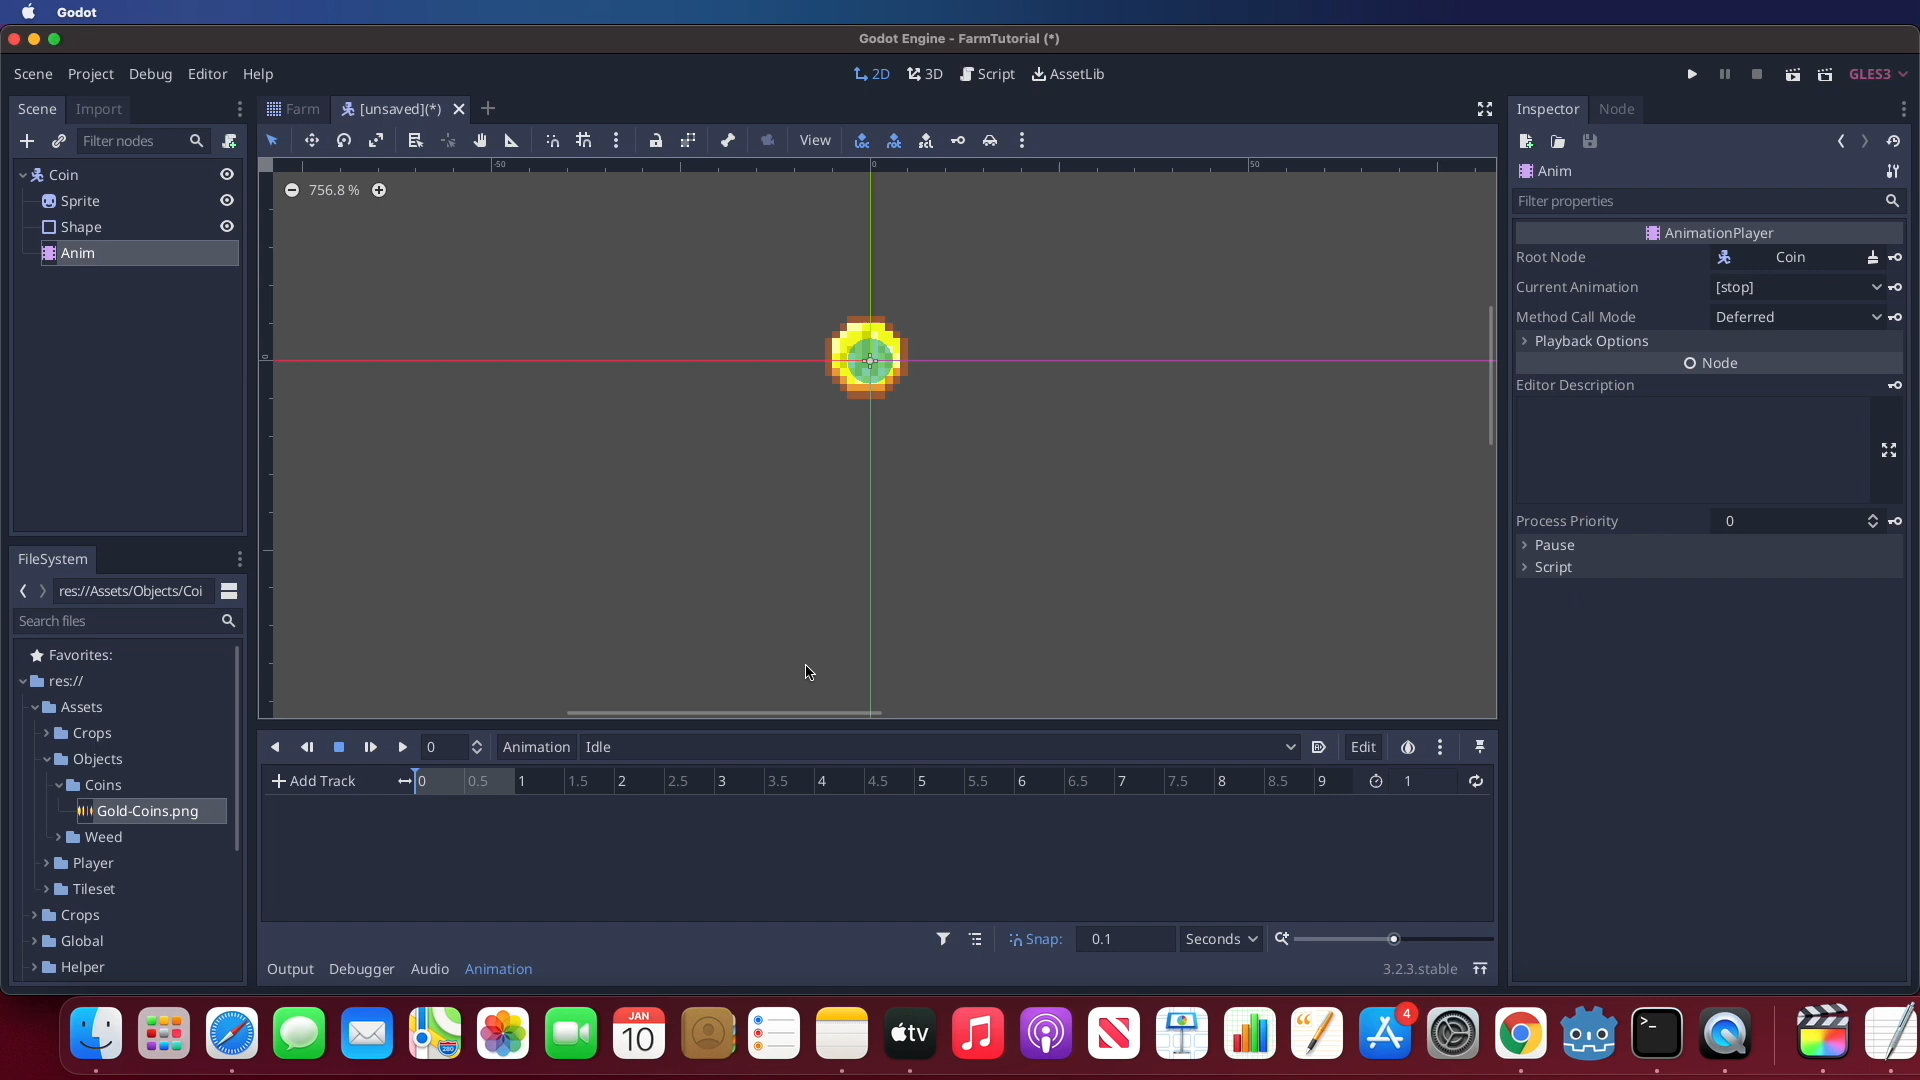 Godot
Godot Engine - FarmTutorial (*)
Scene Project Debug Editor Help
2D 3D Script AssetLib
GLES3
Scene Import
Farm [unsaved](*)
Inspector Node
Filter nodes
View
Coin
Sprite
Shape
Anim
-50 0 50
756.8 %
0
Anim
Filter properties
AnimationPlayer
Root Node Coin
Current Animation [stop]
Method Call Mode Deferred
Playback Options
Node
Editor Description
Process Priority 0
Pause
Script
FileSystem
res://Assets/Objects/Coi
Search files
Favorites:
res://
Assets
Crops
Objects
Coins
Gold-Coins.png
Weed
Player
Tileset
Crops
Global
Helper
0 Animation Idle Edit
Add Track 0 0.5 1 1.5 2 2.5 3 3.5 4 4.5 5 5.5 6 6.5 7 7.5 8 8.5 9 1
Snap: 0.1 Seconds
Output Debugger Audio Animation 3.2.3.stable
JAN
10
280
tv
4
>_